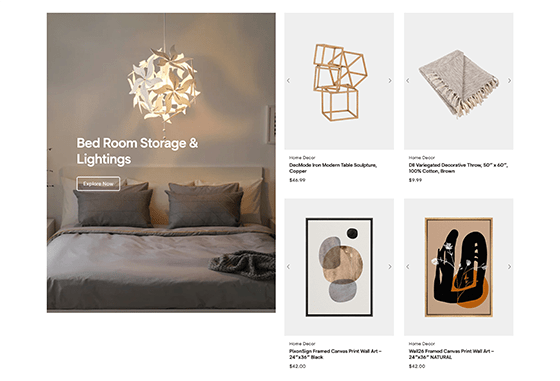 Bed Room Storage &
Lightings
Explore Now
Home Decor
DecMode Iron Modern Table Sculpture,
Copper
$46.99
Home Decor
DII Variegated Decorative Throw, 50" x 60",
100% Cotton, Brown
$9.99
Home Decor
PixonSign Framed Canvas Print Wall Art –
24"x36" Black
$42.00
Home Decor
Wall26 Framed Canvas Print Wall Art –
24"x36" NATURAL
$42.00